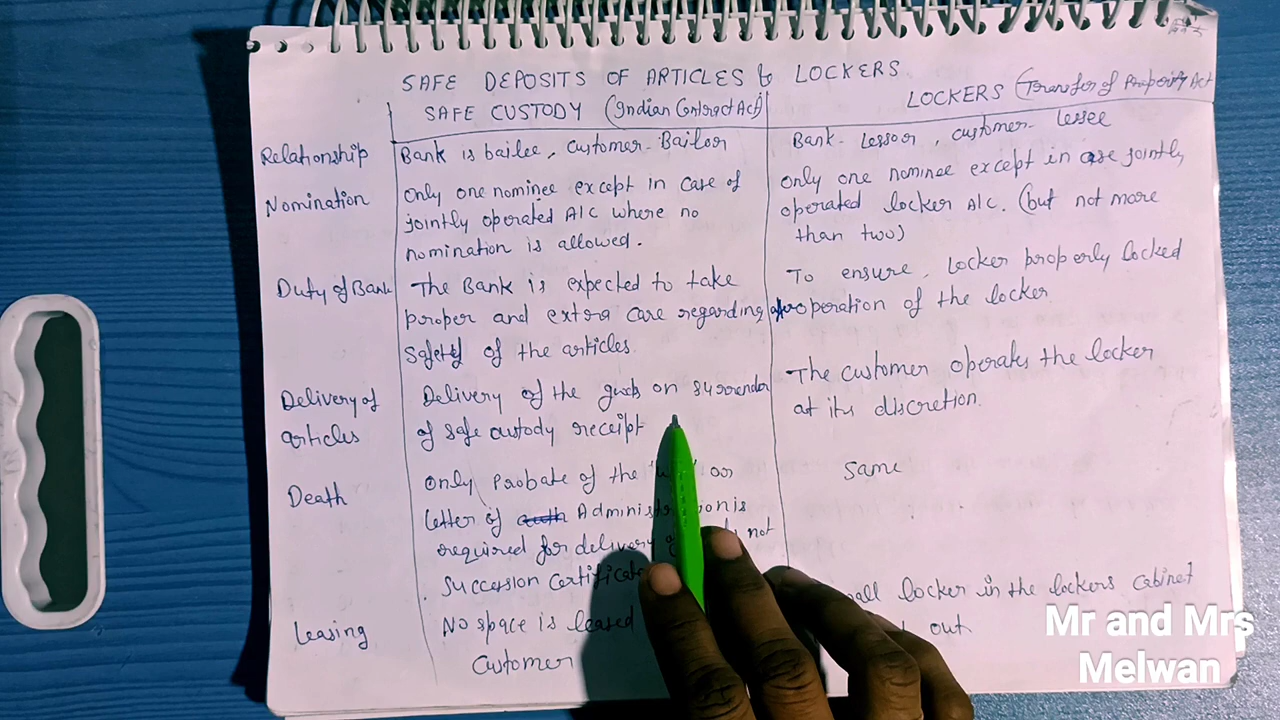 SAFE DEPOSITS OF ARTICLES & LOCKERS
SAFE CUSTODY (Indian Contract Act)
LOCKERS (Transfer of Property Act
Relationship
Bank is bailee, Customer-Bailor
Bank - Lessor, customer - lessee
Nomination
Only one nominee except in case of
jointly operated A/C where no
nomination is allowed.
only one nominee except in case jointly
operated locker A/C. (but not more
than two)
Duty of Bank
The Bank is expected to take
proper and extra care regarding
Safety of the articles
To ensure, Locker properly locked
after operation of the locker
Delivery of
articles
Delivery of the goods on surrender
of safe custody receipt
The customer operates the locker
at its discretion.
Death
Only Probate of the or
letter of Administration is
required for delivery not
Succession Certificate
Same
Leasing
No space is leased
Customer
locker in the lockers cabinet
out
Mr and Mrs
Melwan